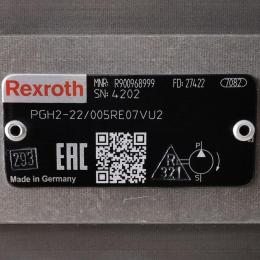 Rexroth
MNR: R900968999 FD: 27422 7082
SN: 4202
PGH2-22/005RE07VU2
293
EAC
R
321
P
S
Made in Germany